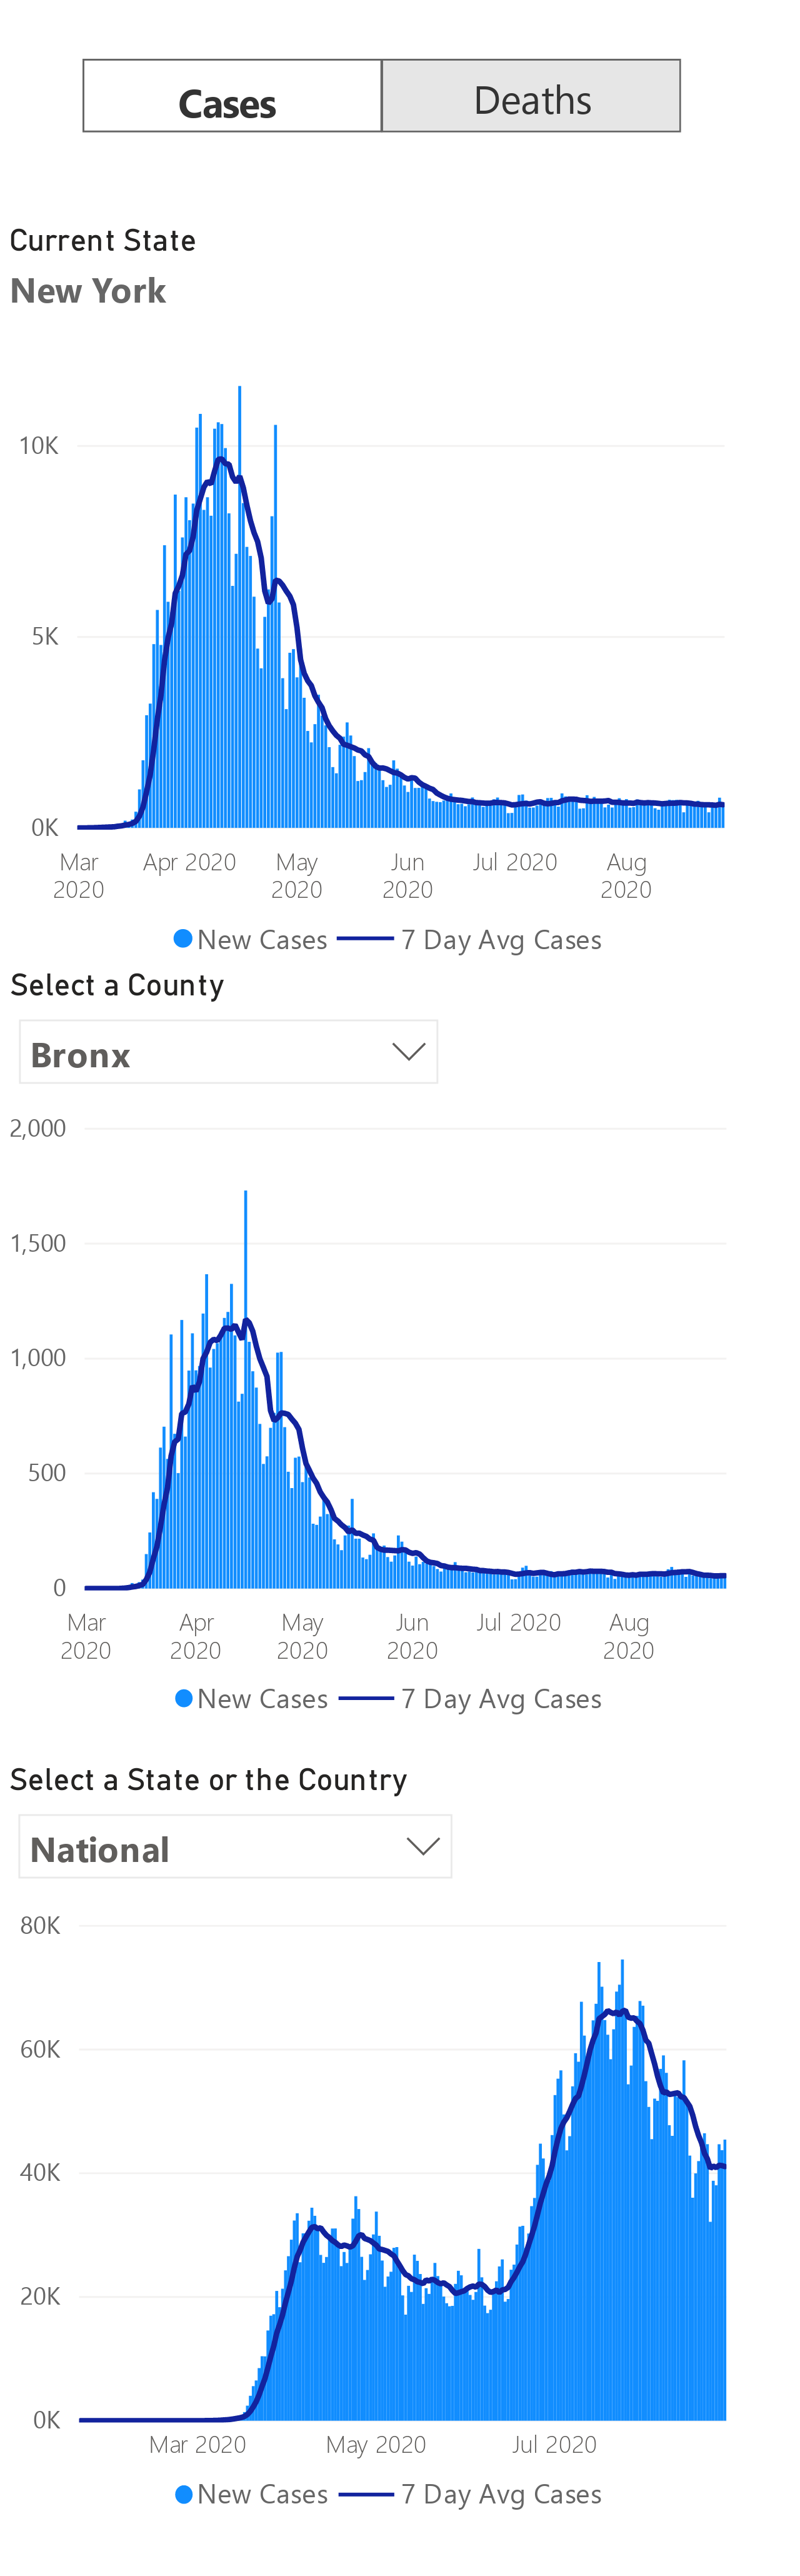 Cases Deaths
Current State
New York
10K
5K
0K
Mar Apr 2020 May Jun Jul 2020 Aug
2020 2020 2020 2020
New Cases 7 Day Avg Cases
Select a County
Bronx
2,000
1,500
1,000
500
0
Mar Apr May Jun Jul 2020 Aug
2020 2020 2020 2020 2020
New Cases 7 Day Avg Cases
Select a State or the Country
National
80K
60K
40K
20K
0K
Mar 2020 May 2020 Jul 2020
New Cases 7 Day Avg Cases